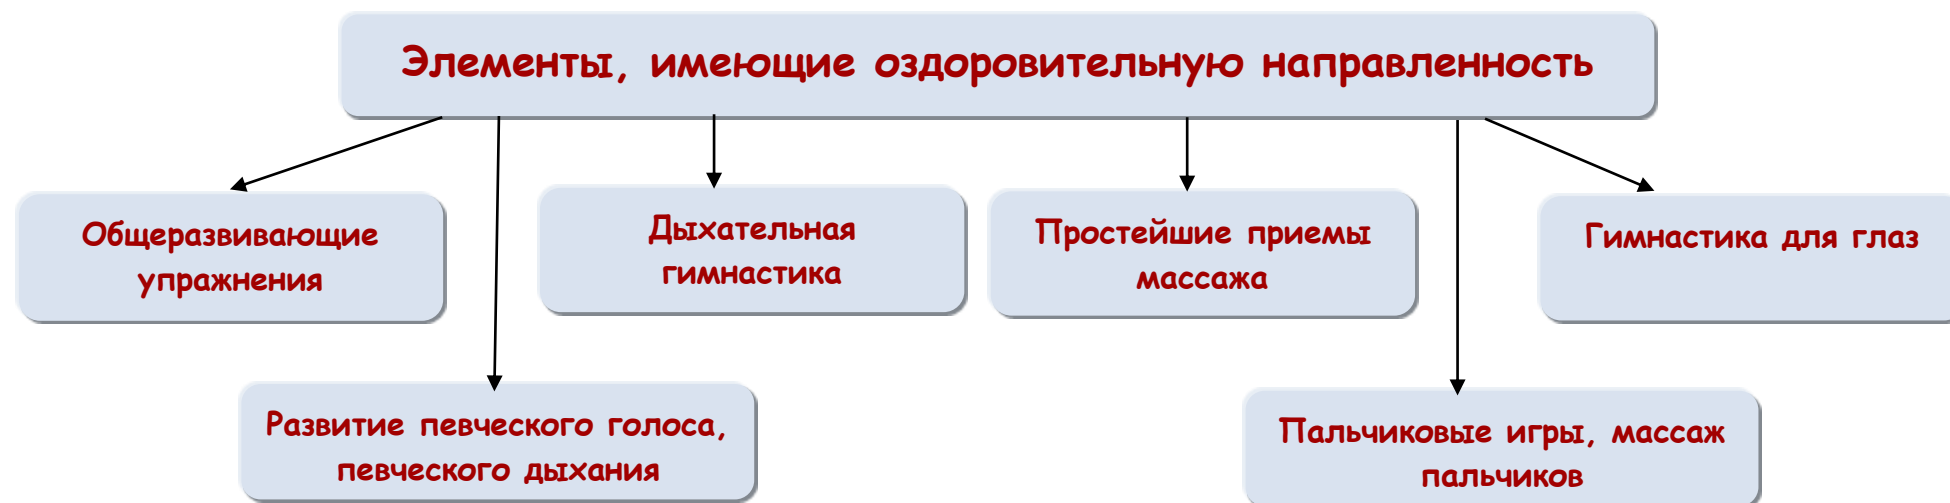 Элементы, имеющие оздоровительную направленность
Общеразвивающие
упражнения
Дыхательная
гимнастика
Простейшие приемы
массажа
Гимнастика для глаз
Развитие певческого голоса,
певческого дыхания
Пальчиковые игры, массаж
пальчиков